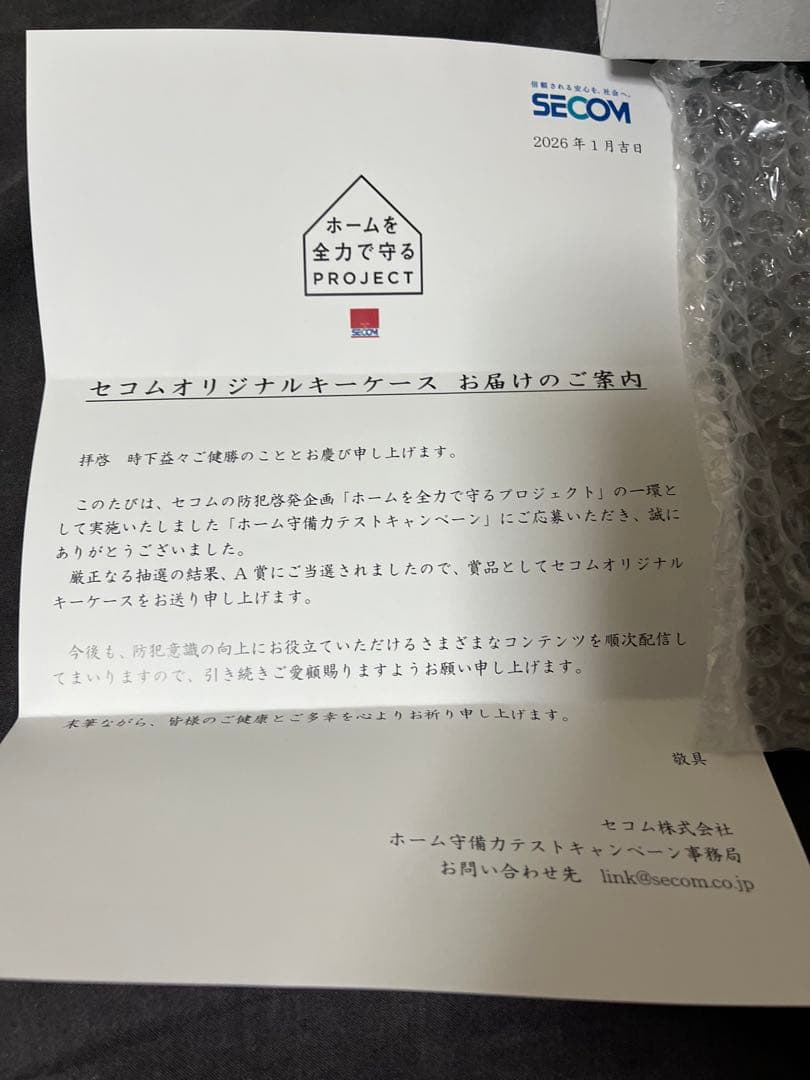 信頼される安心を、社会へ。
SECOM
2026年1月吉日
ホームを
全力で守る
PROJECT
SECOM
セコムオリジナルキーケース お届けのご案内
拝啓 時下益々ご健勝のこととお慶び申し上げます。
このたびは、セコムの防犯啓発企画「ホームを全力で守るプロジェクト」の一環と
して実施いたしました「ホーム守備力テストキャンペーン」にご応募いただき、誠に
ありがとうございました。
厳正なる抽選の結果、A賞にご当選されましたので、賞品としてセコムオリジナル
キーケースをお送り申し上げます。
今後も、防犯意識の向上にお役立ていただけるさまざまなコンテンツを順次配信し
てまいりますので、引き続きご愛顧賜りますようお願い申し上げます。
末筆ながら、皆様のご健康とご多幸を心よりお祈り申し上げます。
敬具
セコム株式会社
ホーム守備力テストキャンペーン事務局
お問い合わせ先 link@secom.co.jp